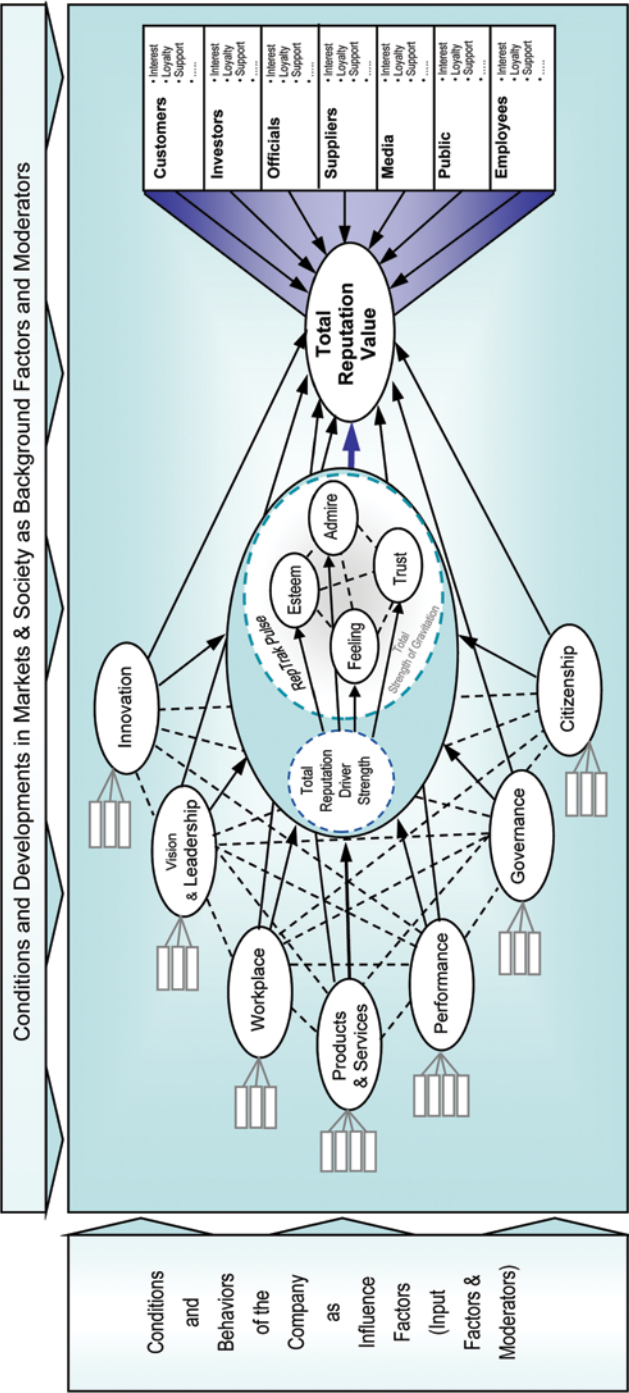 Conditions and Developments in Markets & Society as Background Factors and Moderators
Conditions
and
Behaviors
of the
Company
as
Influence
Factors
(Input
Factors &
Moderators)
Innovation
Vision
& Leadership
Workplace
Products
& Services
Performance
Governance
Citizenship
Total
Reputation
Driver
Strength
RepTrak Pulse
Esteem
Admire
Feeling
Trust
Total
Strength of Gravitation
Total
Reputation
Value
Customers
• Interest
• Loyalty
• Support
• .....
Investors
• Interest
• Loyalty
• Support
• .....
Officials
• Interest
• Loyalty
• Support
• .....
Suppliers
• Interest
• Loyalty
• Support
• .....
Media
• Interest
• Loyalty
• Support
• .....
Public
• Interest
• Loyalty
• Support
• .....
Employees
• Interest
• Loyalty
• Support
• .....